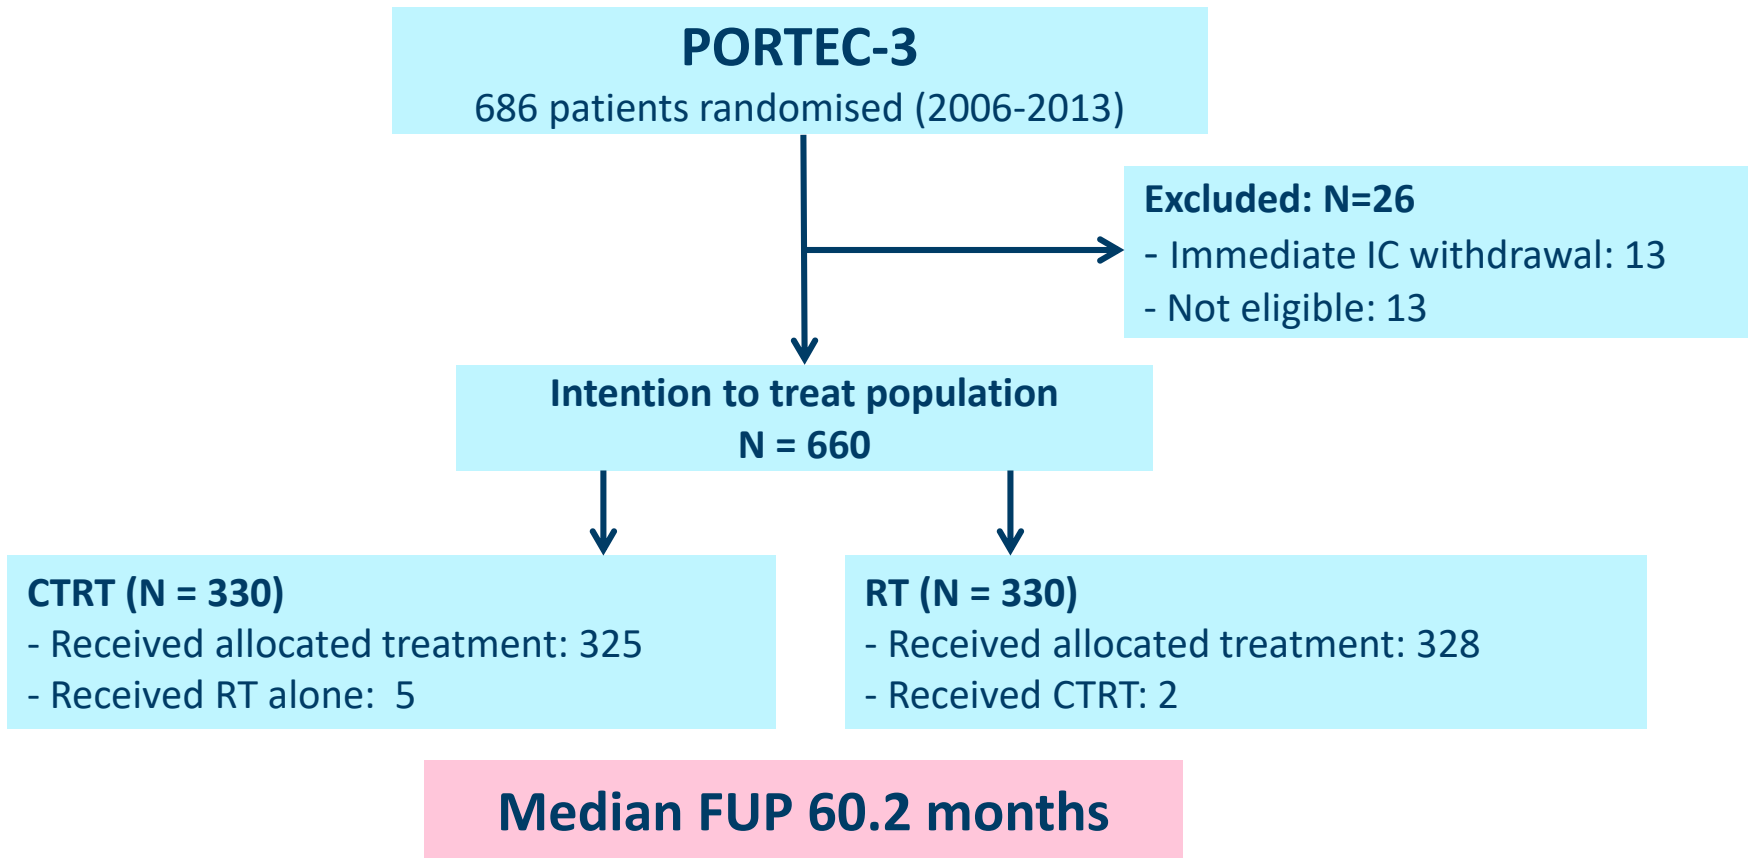 PORTEC-3
686 patients randomised (2006-2013)
Excluded: N=26
- Immediate IC withdrawal: 13
- Not eligible: 13
Intention to treat population
N = 660
CTRT (N = 330)
- Received allocated treatment: 325
- Received RT alone:  5
RT (N = 330)
- Received allocated treatment: 328
- Received CTRT: 2
Median FUP 60.2 months